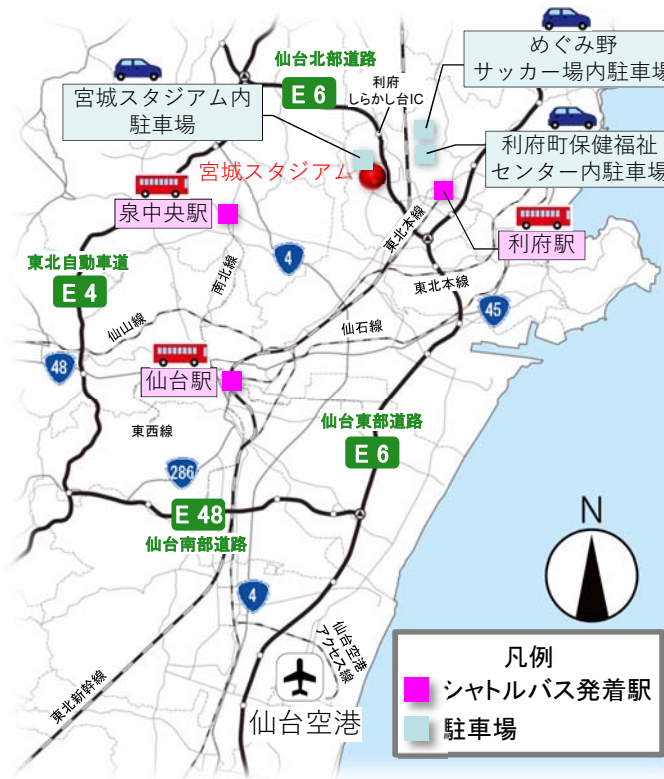 仙台北部道路
E 6
利府
しらかし台IC
めぐみ野
サッカー場内駐車場
宮城スタジアム内
駐車場
利府町保健福祉
センター内駐車場
宮城スタジアム
泉中央駅
利府駅
東北本線
東北自動車道
E 4
南北線
4
東北本線
45
仙山線
仙石線
48
仙台駅
東西線
仙台東部道路
E 6
286
E 48
仙台南部道路
N
4
仙台空港
アクセス線
東北新幹線
仙台空港
凡例
シャトルバス発着駅
駐車場